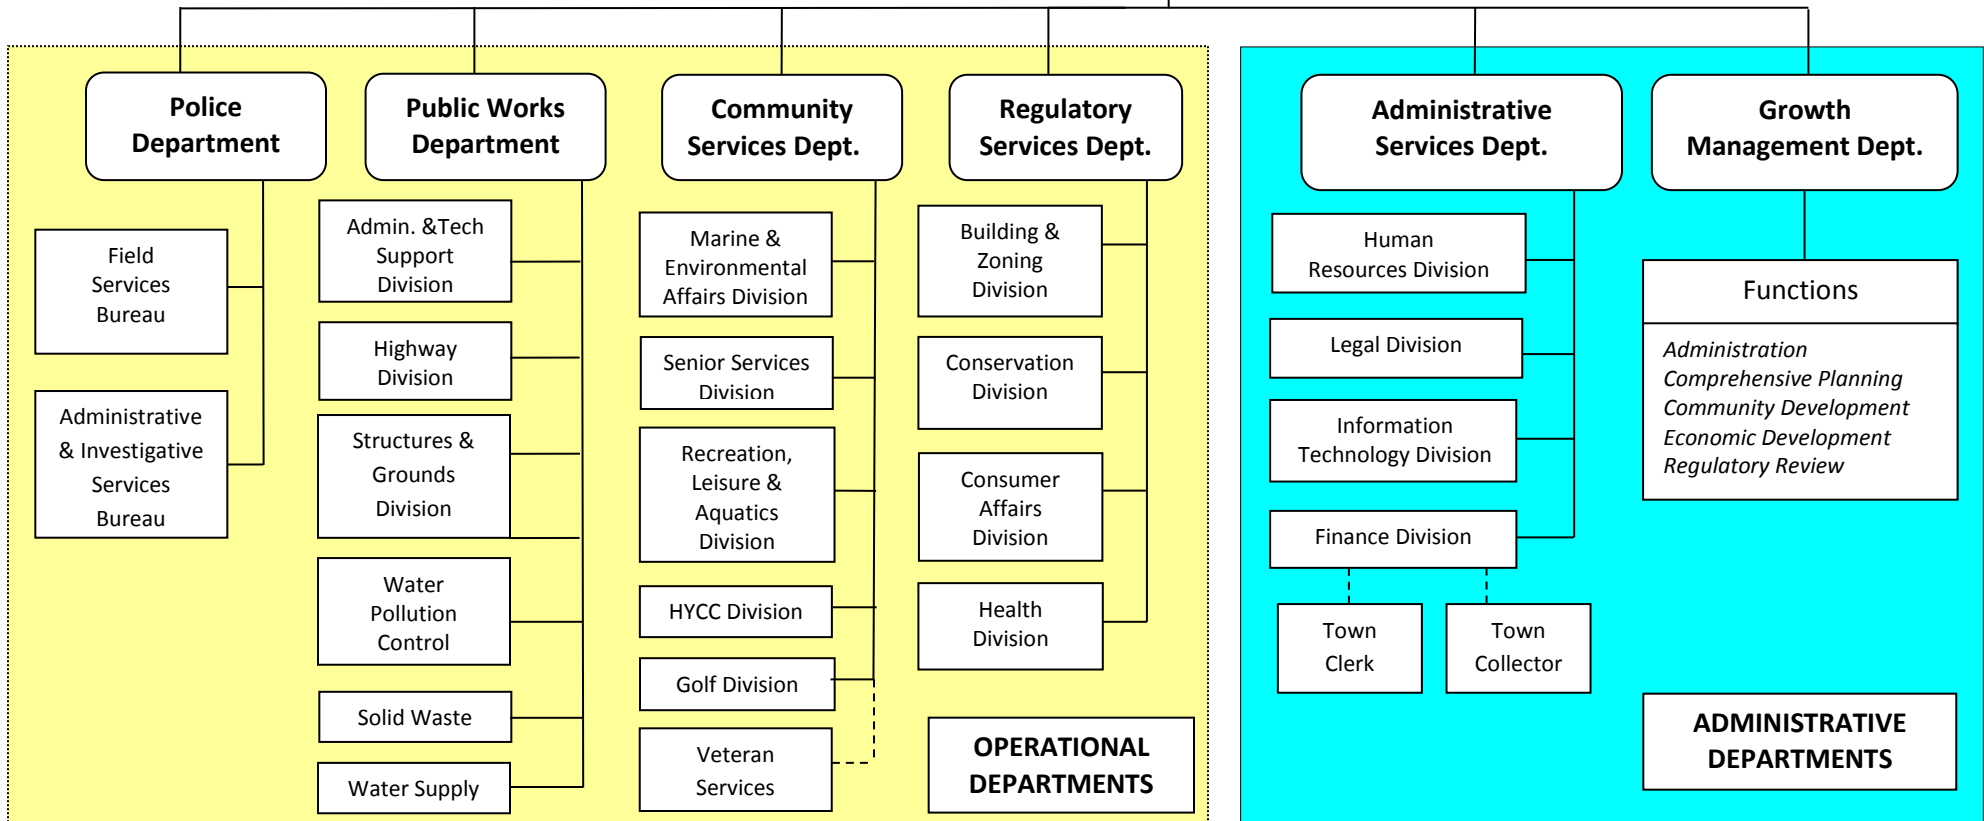 Police
Department
Public Works
Department
Community
Services Dept.
Regulatory
Services Dept.
Administrative
Services Dept.
Growth
Management Dept.
Field
Services
Bureau
Administrative
& Investigative
Services
Bureau
Admin. &Tech
Support
Division
Highway
Division
Structures &
Grounds
Division
Water
Pollution
Control
Solid Waste
Water Supply
Marine &
Environmental
Affairs Division
Senior Services
Division
Recreation,
Leisure &
Aquatics
Division
HYCC Division
Golf Division
Veteran
Services
Building &
Zoning
Division
Conservation
Division
Consumer
Affairs
Division
Health
Division
OPERATIONAL
DEPARTMENTS
Human
Resources Division
Legal Division
Information
Technology Division
Finance Division
Town
Clerk
Town
Collector
Functions
Administration
Comprehensive Planning
Community Development
Economic Development
Regulatory Review
ADMINISTRATIVE
DEPARTMENTS